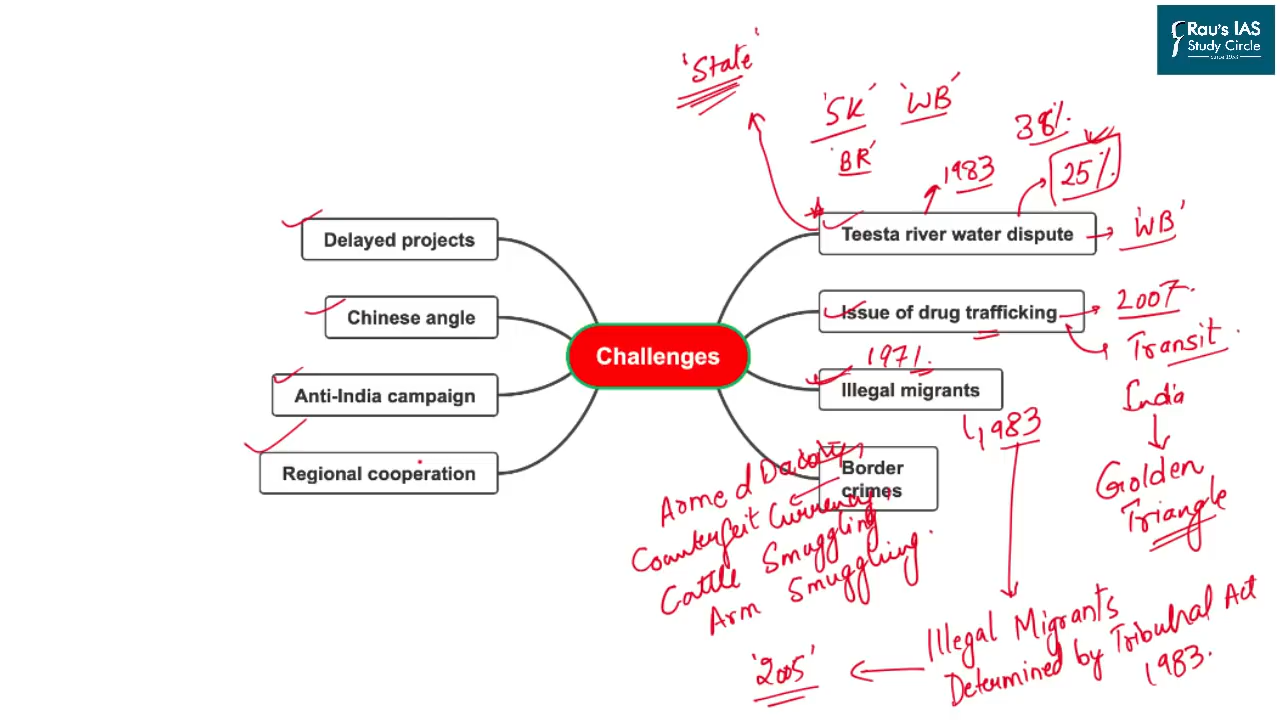 Rau's IAS
Study Circle
since 1953
'State'
'SK' 'WB'
'BR'
1983
38%.
25%.
Teesta river water dispute
'WB'
Delayed projects
Issue of drug trafficking
2007.
Transit.
India
Golden
Triangle
Chinese angle
Challenges
1971.
Illegal migrants
1983
Anti-India campaign
Regional cooperation
Border
crimes
Armed Dacoity,
Counterfeit Currency,
Cattle Smuggling
Arm Smuggling.
Illegal Migrants
Determined by Tribunal Act
1983.
'2005'